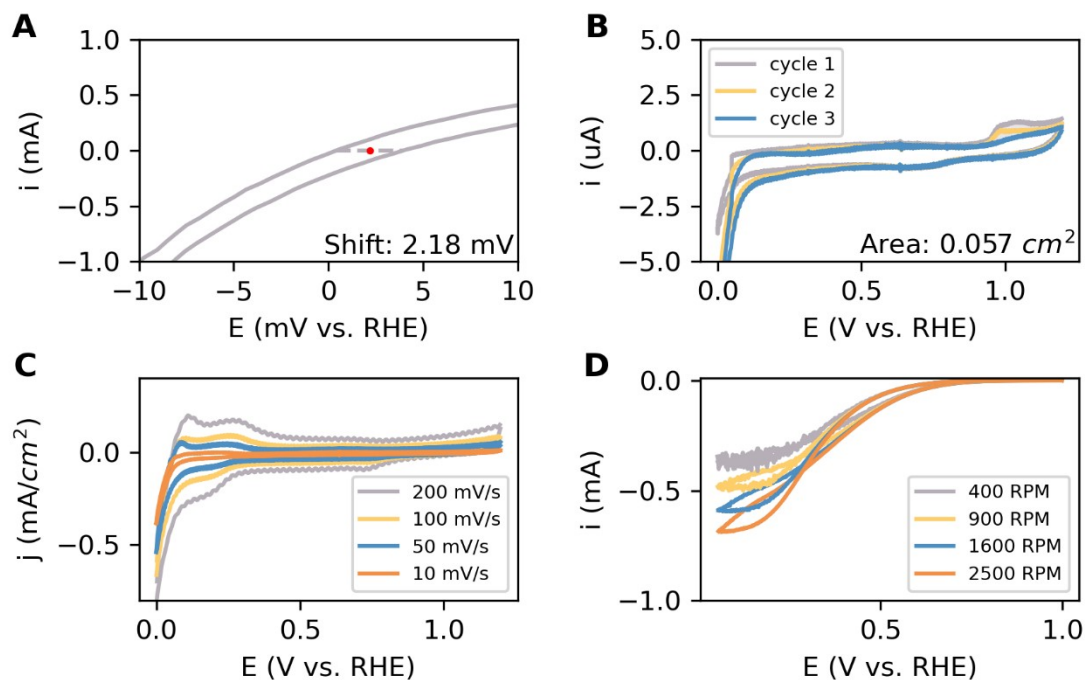 A
1.0
0.5
0.0
−0.5
−1.0
i (mA)
Shift: 2.18 mV
−10
−5
0
5
10
E (mV vs. RHE)
B
5.0
2.5
0.0
−2.5
−5.0
i (uA)
cycle 1
cycle 2
cycle 3
Area: 0.057 cm²
0.0
0.5
1.0
E (V vs. RHE)
C
0.0
−0.5
j (mA/cm²)
200 mV/s
100 mV/s
50 mV/s
10 mV/s
0.0
0.5
1.0
E (V vs. RHE)
D
0.0
−0.5
−1.0
i (mA)
400 RPM
900 RPM
1600 RPM
2500 RPM
0.5
1.0
E (V vs. RHE)